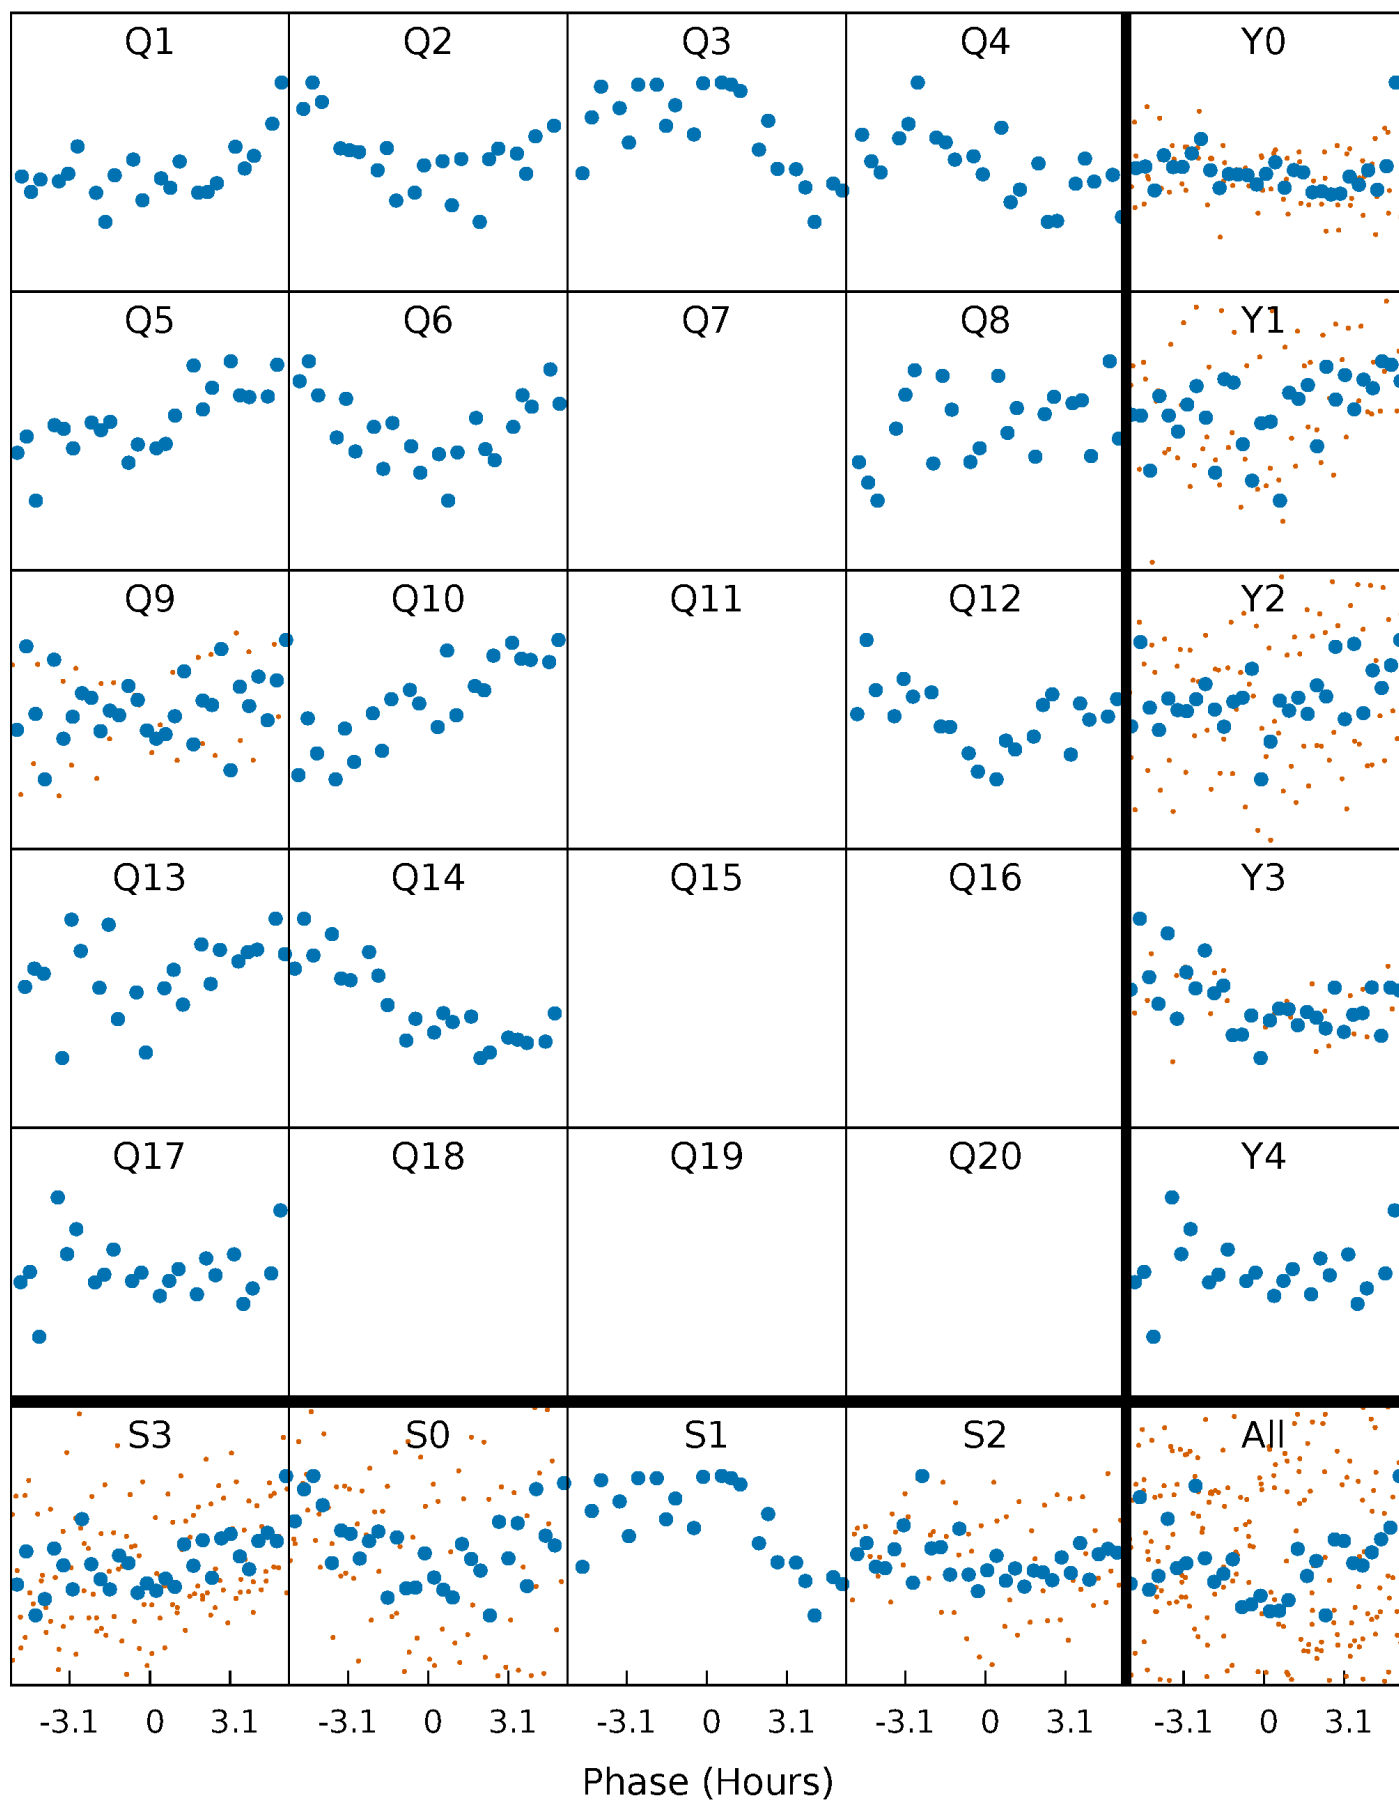 Q1 Q2 Q3 Q4 Y0
Q5 Q6 Q7 Q8 Y1
Q9 Q10 Q11 Q12 Y2
Q13 Q14 Q15 Q16 Y3
Q17 Q18 Q19 Q20 Y4
S3 S0 S1 S2 All
-3.1 0 3.1 -3.1 0 3.1 -3.1 0 3.1 -3.1 0 3.1 -3.1 0 3.1
Phase (Hours)